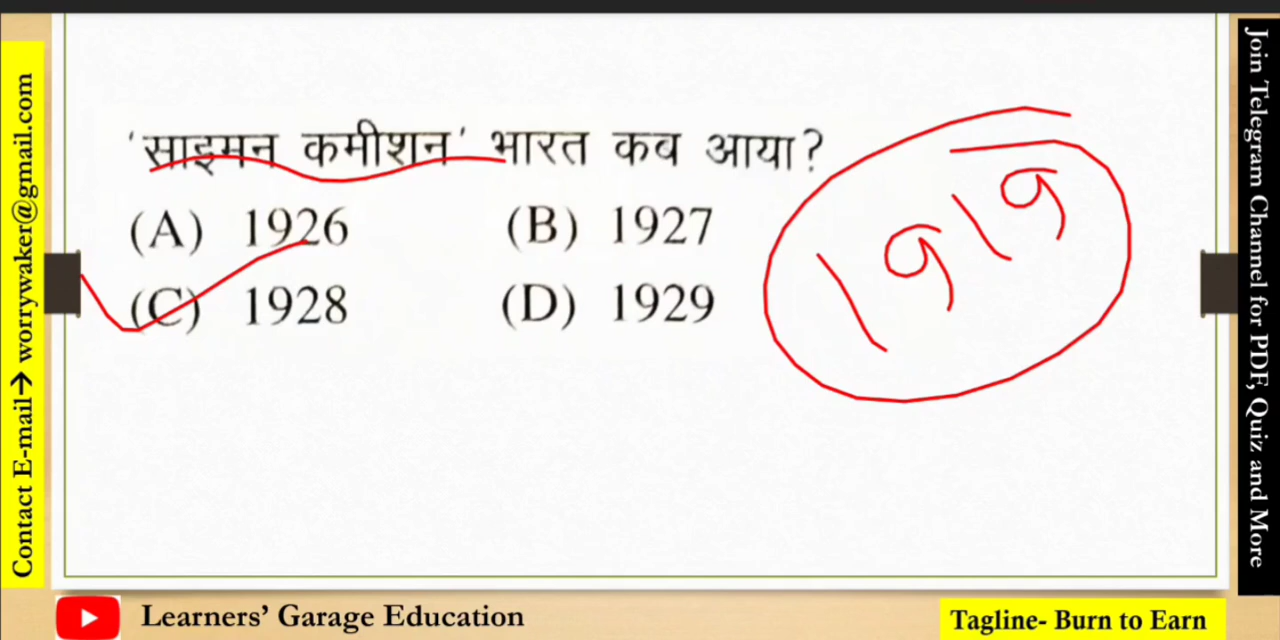 'साइमन कमीशन' भारत कब आया?
(A) 1926 (B) 1927
(C) 1928 (D) 1929
1919
Contact E-mail→ worrywaker@gmail.com
Join Telegram Channel for PDF, Quiz and More
Learners' Garage Education
Tagline- Burn to Earn